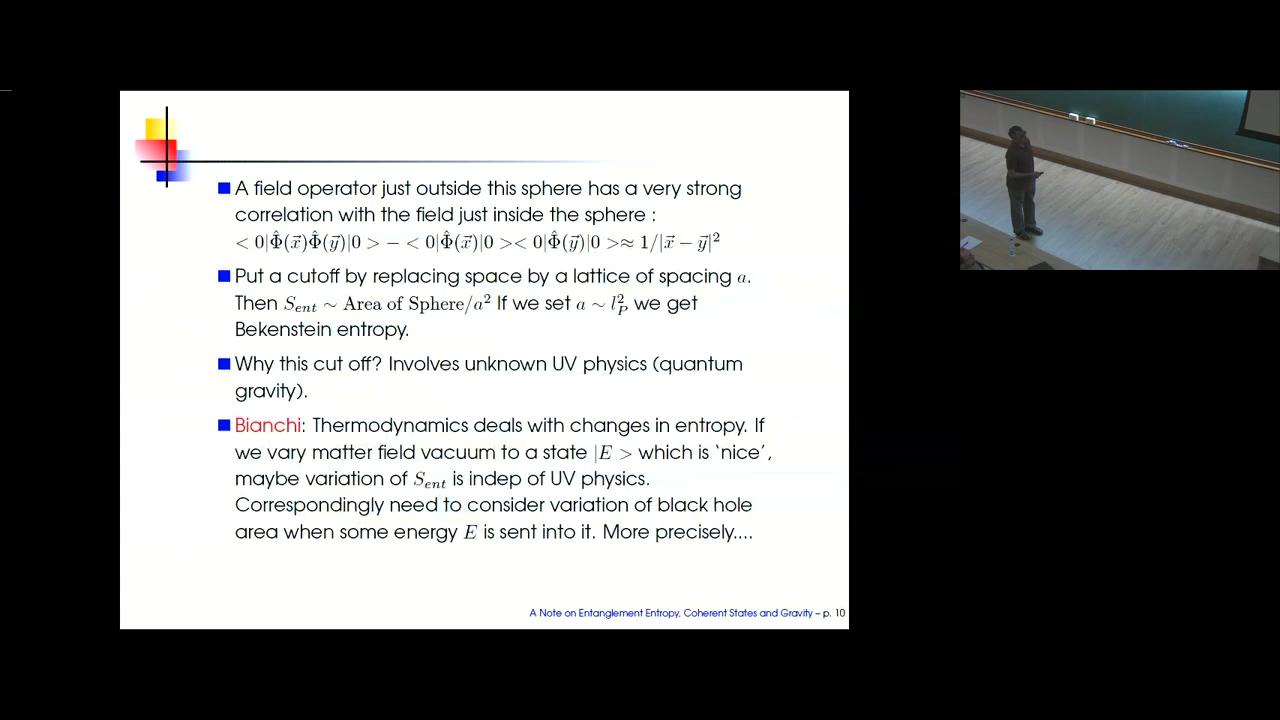 A field operator just outside this sphere has a very strong
correlation with the field just inside the sphere :
< 0|Φ̂(x⃗)Φ̂(y⃗)|0 > − < 0|Φ̂(x⃗)|0 >< 0|Φ̂(y⃗)|0 >≈ 1/|x⃗ − y⃗|²
Put a cutoff by replacing space by a lattice of spacing a.
Then S_ent ∼ Area of Sphere/a² If we set a ∼ l_P² we get
Bekenstein entropy.
Why this cut off? Involves unknown UV physics (quantum
gravity).
Bianchi: Thermodynamics deals with changes in entropy. If
we vary matter field vacuum to a state |E > which is ‘nice’,
maybe variation of S_ent is indep of UV physics.
Correspondingly need to consider variation of black hole
area when some energy E is sent into it. More precisely....
A Note on Entanglement Entropy, Coherent States and Gravity – p. 10